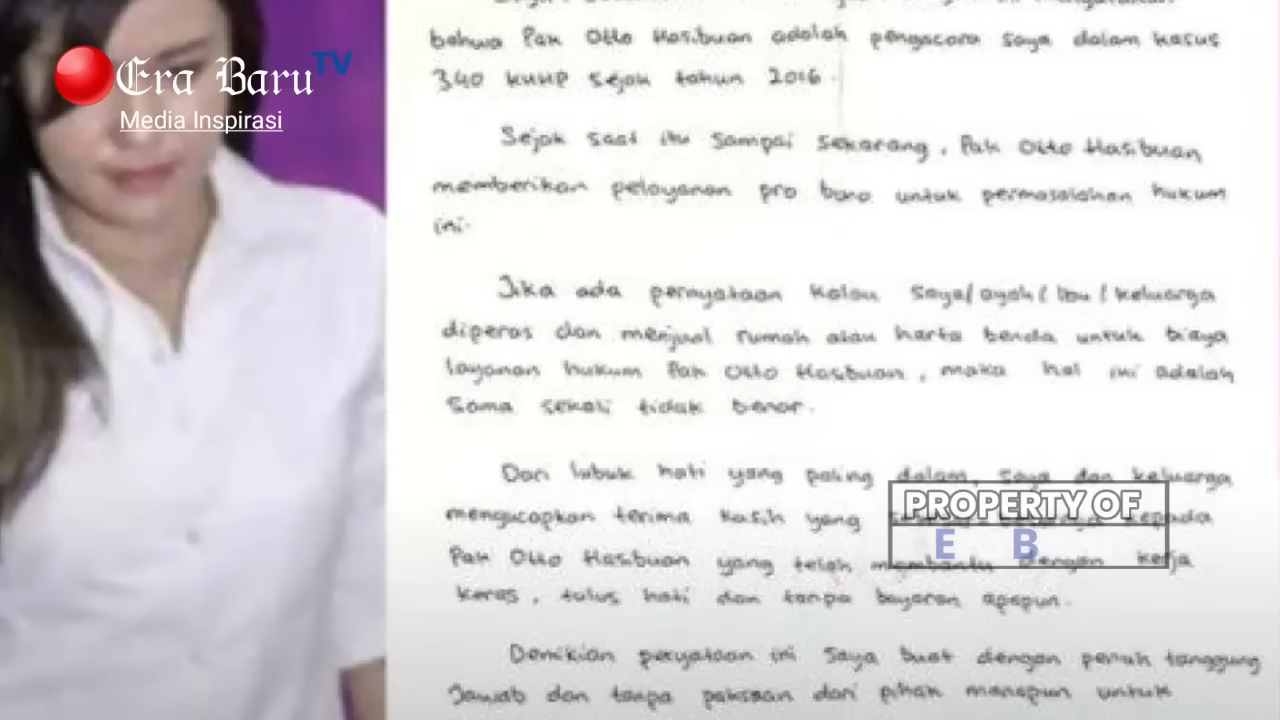 Era Baru TV
Media Inspirasi
bahwa Pak Otto Hasibuan adalah pengacara saya dalam kasus
340 KUHP sejak tahun 2016.
Sejak saat itu sampai sekarang, Pak Otto Hasibuan
memberikan pelayanan pro bono untuk permasalahan hukum
ini.
Jika ada pernyataan kalau saya/ayah/Ibu/keluarga
diperas dan menjual rumah atau harta benda untuk biaya
layanan hukum Pak Otto Hasibuan, maka hal ini adalah
sama sekali tidak benar.
Dari lubuk hati yang paling dalam, saya dan keluarga
mengucapkan terima kasih yang kepada
Pak Otto Hasibuan yang telah membantu dengan kerja
keras, tulus hati dan tanpa bayaran apapun.
Demikian peryataan ini saya buat dengan penuh tanggung
Jawab dan tanpa paksaan dari pihak manapun untuk
PROPERTY OF
E B